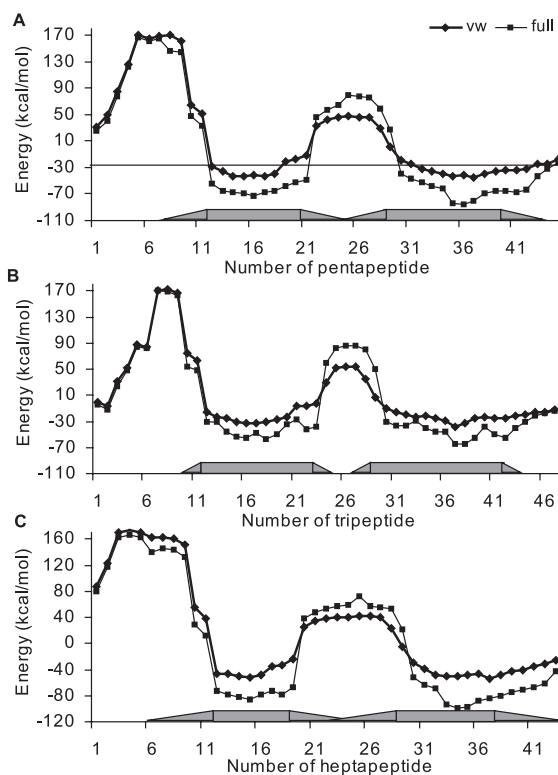 A
vw full
Energy (kcal/mol)
170
110
50
10
-30
-70
-110
1 6 11 16 21 26 31 36 41
Number of pentapeptide
B
Energy (kcal/mol)
170
130
90
50
10
-30
-70
-110
1 6 11 16 21 26 31 36 41 46
Number of tripeptide
C
Energy (kcal/mol)
160
120
80
40
0
-40
-80
-120
1 6 11 16 21 26 31 36 41
Number of heptapeptide